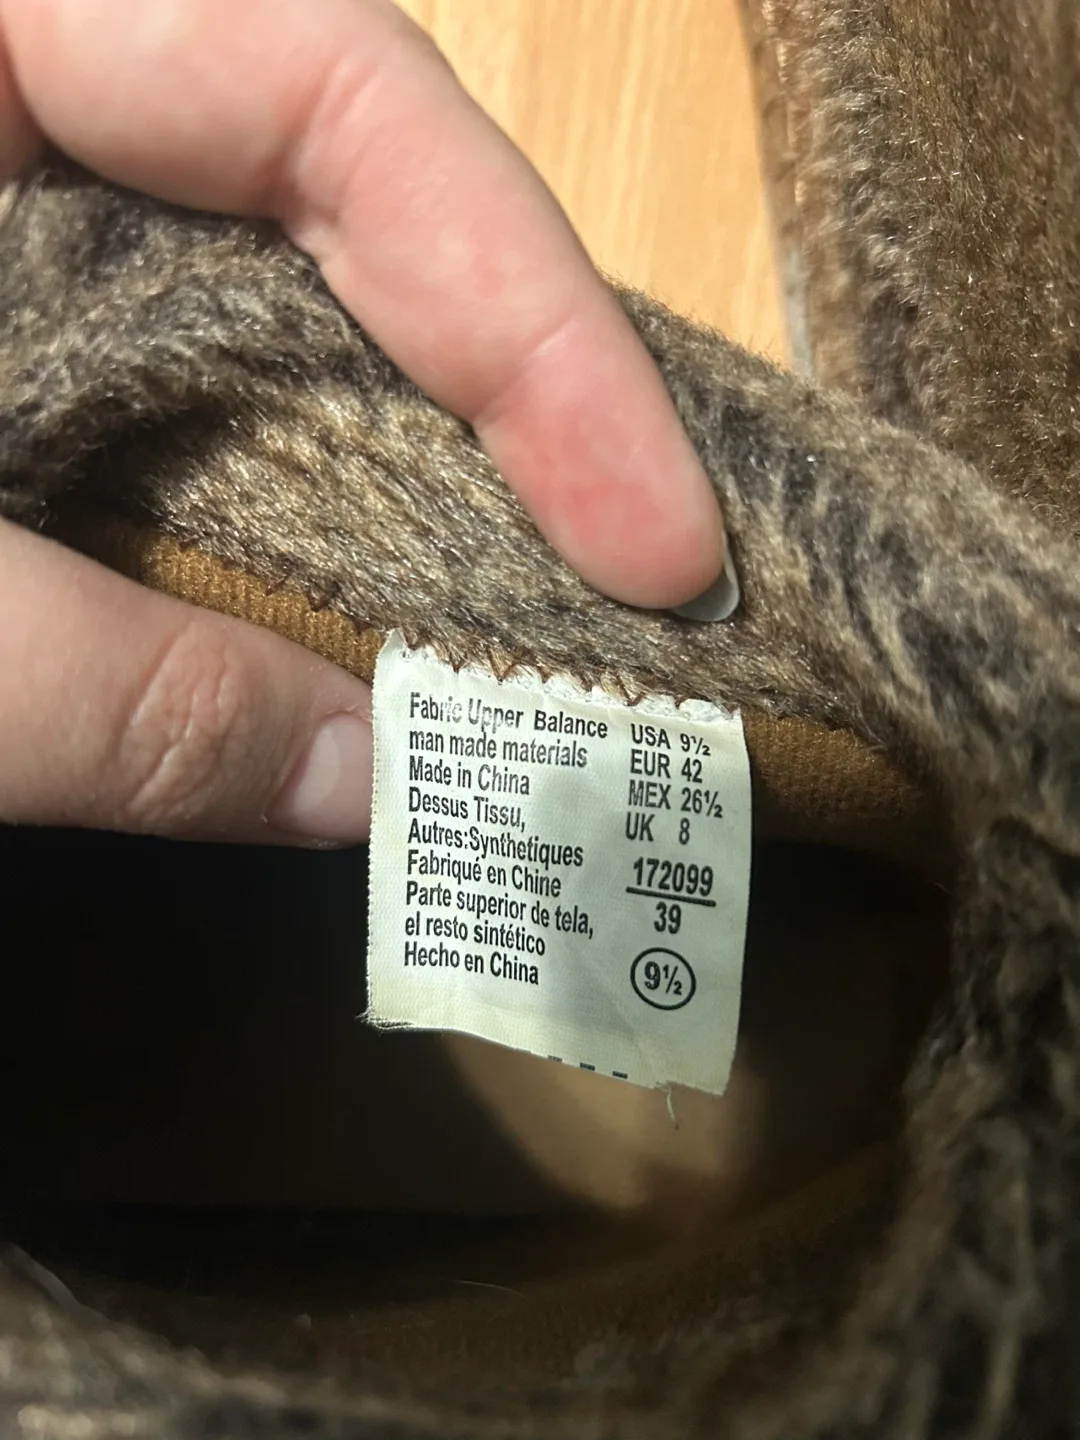 Fabric Upper Balance
man made materials
Made in China
Dessus Tissu,
Autres:Synthetiques
Fabriqué en Chine
Parte superior de tela,
el resto sintético
Hecho en China
USA 9½
EUR 42
MEX 26½
UK 8
172099
39
9½